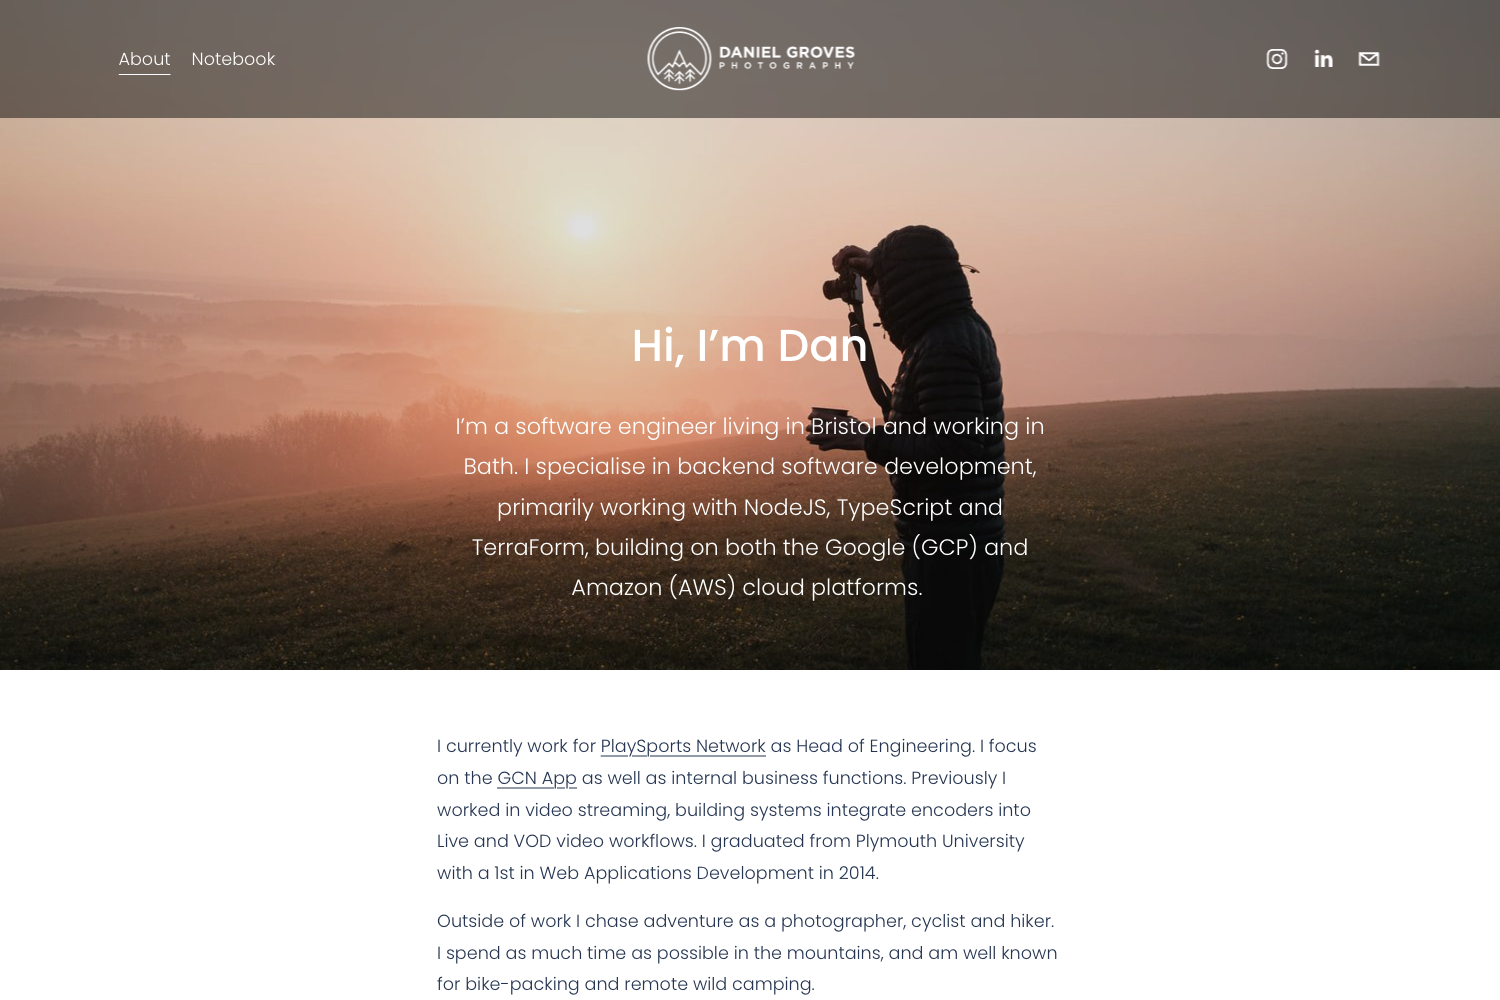 About
Notebook
DANIEL GROVES
PHOTOGRAPHY
Hi, I’m Dan
I’m a software engineer living in Bristol and working in
Bath. I specialise in backend software development,
primarily working with NodeJS, TypeScript and
TerraForm, building on both the Google (GCP) and
Amazon (AWS) cloud platforms.
I currently work for PlaySports Network as Head of Engineering. I focus
on the GCN App as well as internal business functions. Previously I
worked in video streaming, building systems integrate encoders into
Live and VOD video workflows. I graduated from Plymouth University
with a 1st in Web Applications Development in 2014.
Outside of work I chase adventure as a photographer, cyclist and hiker.
I spend as much time as possible in the mountains, and am well known
for bike-packing and remote wild camping.